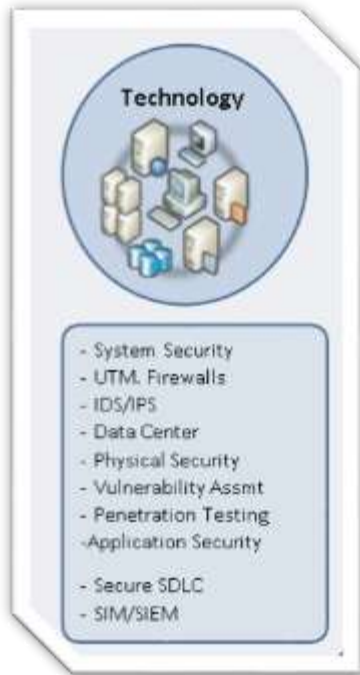 Technology
- System Security
- UTM. Firewalls
- IDS/IPS
- Data Center
- Physical Security
- Vulnerability Assmt
- Penetration Testing
-Application Security
- Secure SDLC
- SIM/SIEM